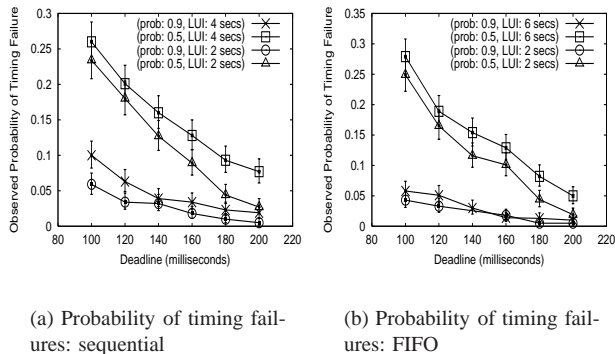 0.3
0.25
0.2
0.15
0.1
0.05
0
80 100 120 140 160 180 200 220
Observed Probability of Timing Failure
Deadline (milliseconds)
(prob: 0.9, LUI: 4 secs)
(prob: 0.5, LUI: 4 secs)
(prob: 0.9, LUI: 2 secs)
(prob: 0.5, LUI: 2 secs)
0.35
0.3
0.25
0.2
0.15
0.1
0.05
0
80 100 120 140 160 180 200 220
Observed Probability of Timing Failure
Deadline (milliseconds)
(prob: 0.9, LUI: 6 secs)
(prob: 0.5, LUI: 6 secs)
(prob: 0.9, LUI: 2 secs)
(prob: 0.5, LUI: 2 secs)
(a) Probability of timing fail-
ures: sequential
(b) Probability of timing fail-
ures: FIFO